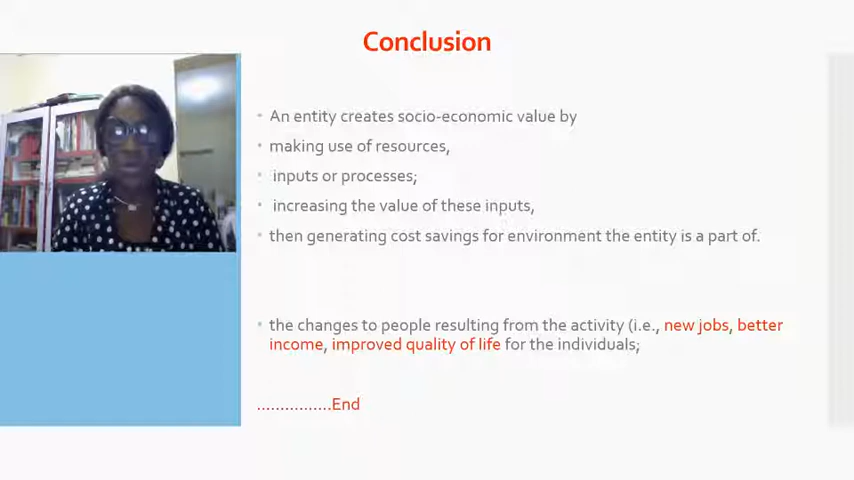 Conclusion
• An entity creates socio-economic value by
• making use of resources,
• inputs or processes;
• increasing the value of these inputs,
• then generating cost savings for environment the entity is a part of.
• the changes to people resulting from the activity (i.e., new jobs, better
income, improved quality of life for the individuals;
................End